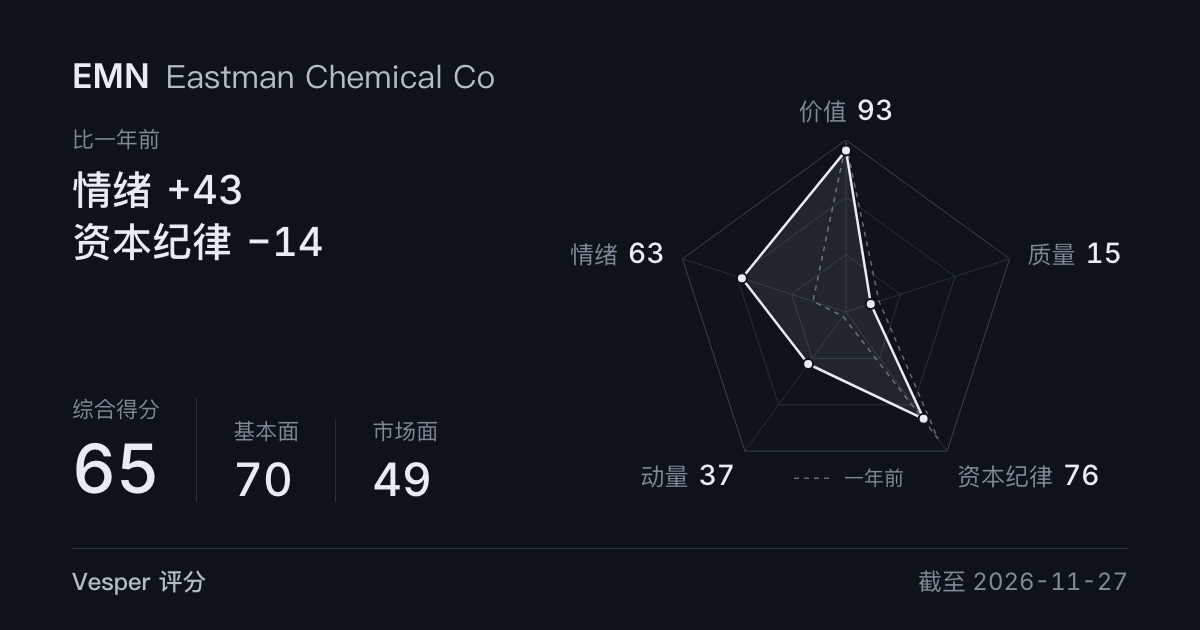 EMN Eastman Chemical Co
比一年前
情绪 +43
资本纪律 −14
价值 93
情绪 63
质量 15
动量 37
---- 一年前
资本纪律 76
综合得分
65
基本面
70
市场面
49
Vesper 评分
截至 2026-11-27